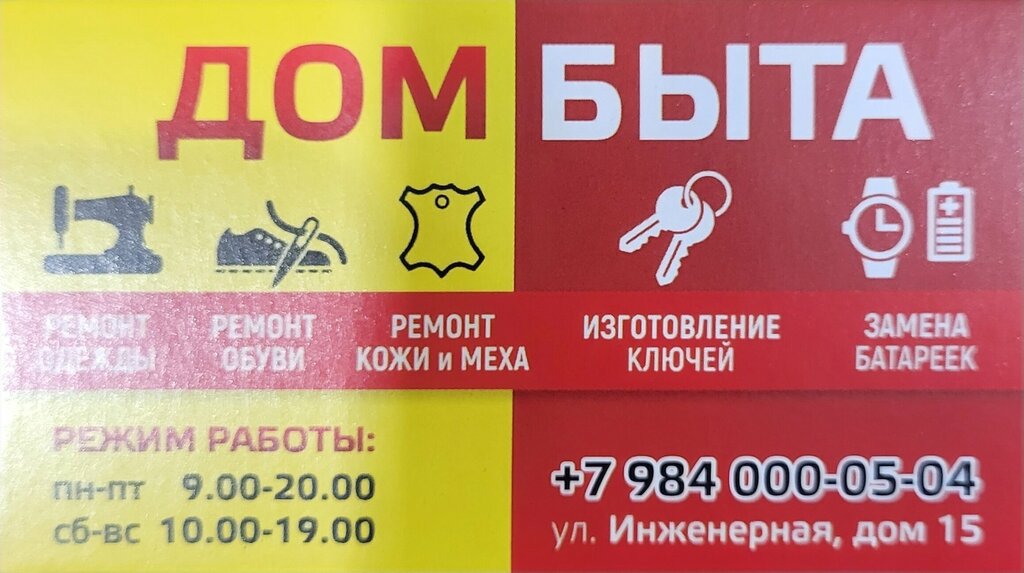 ДОМ БЫТА
РЕМОНТ ОДЕЖДЫ
РЕМОНТ ОБУВИ
РЕМОНТ КОЖИ и МЕХА
ИЗГОТОВЛЕНИЕ КЛЮЧЕЙ
ЗАМЕНА БАТАРЕЕК
РЕЖИМ РАБОТЫ:
пн-пт 9.00-20.00
сб-вс 10.00-19.00
+7 984 000-05-04
ул. Инженерная, дом 15